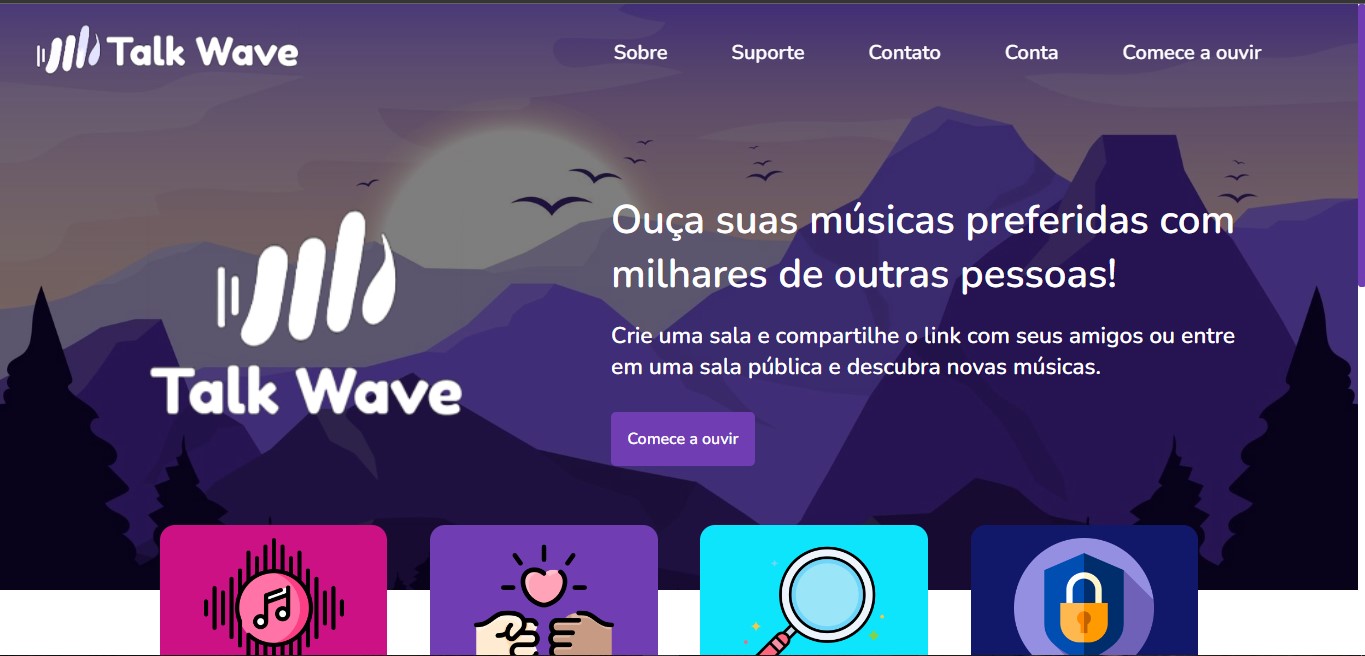 Talk Wave
Sobre
Suporte
Contato
Conta
Comece a ouvir
Talk Wave
Ouça suas músicas preferidas com
milhares de outras pessoas!
Crie uma sala e compartilhe o link com seus amigos ou entre
em uma sala pública e descubra novas músicas.
Comece a ouvir